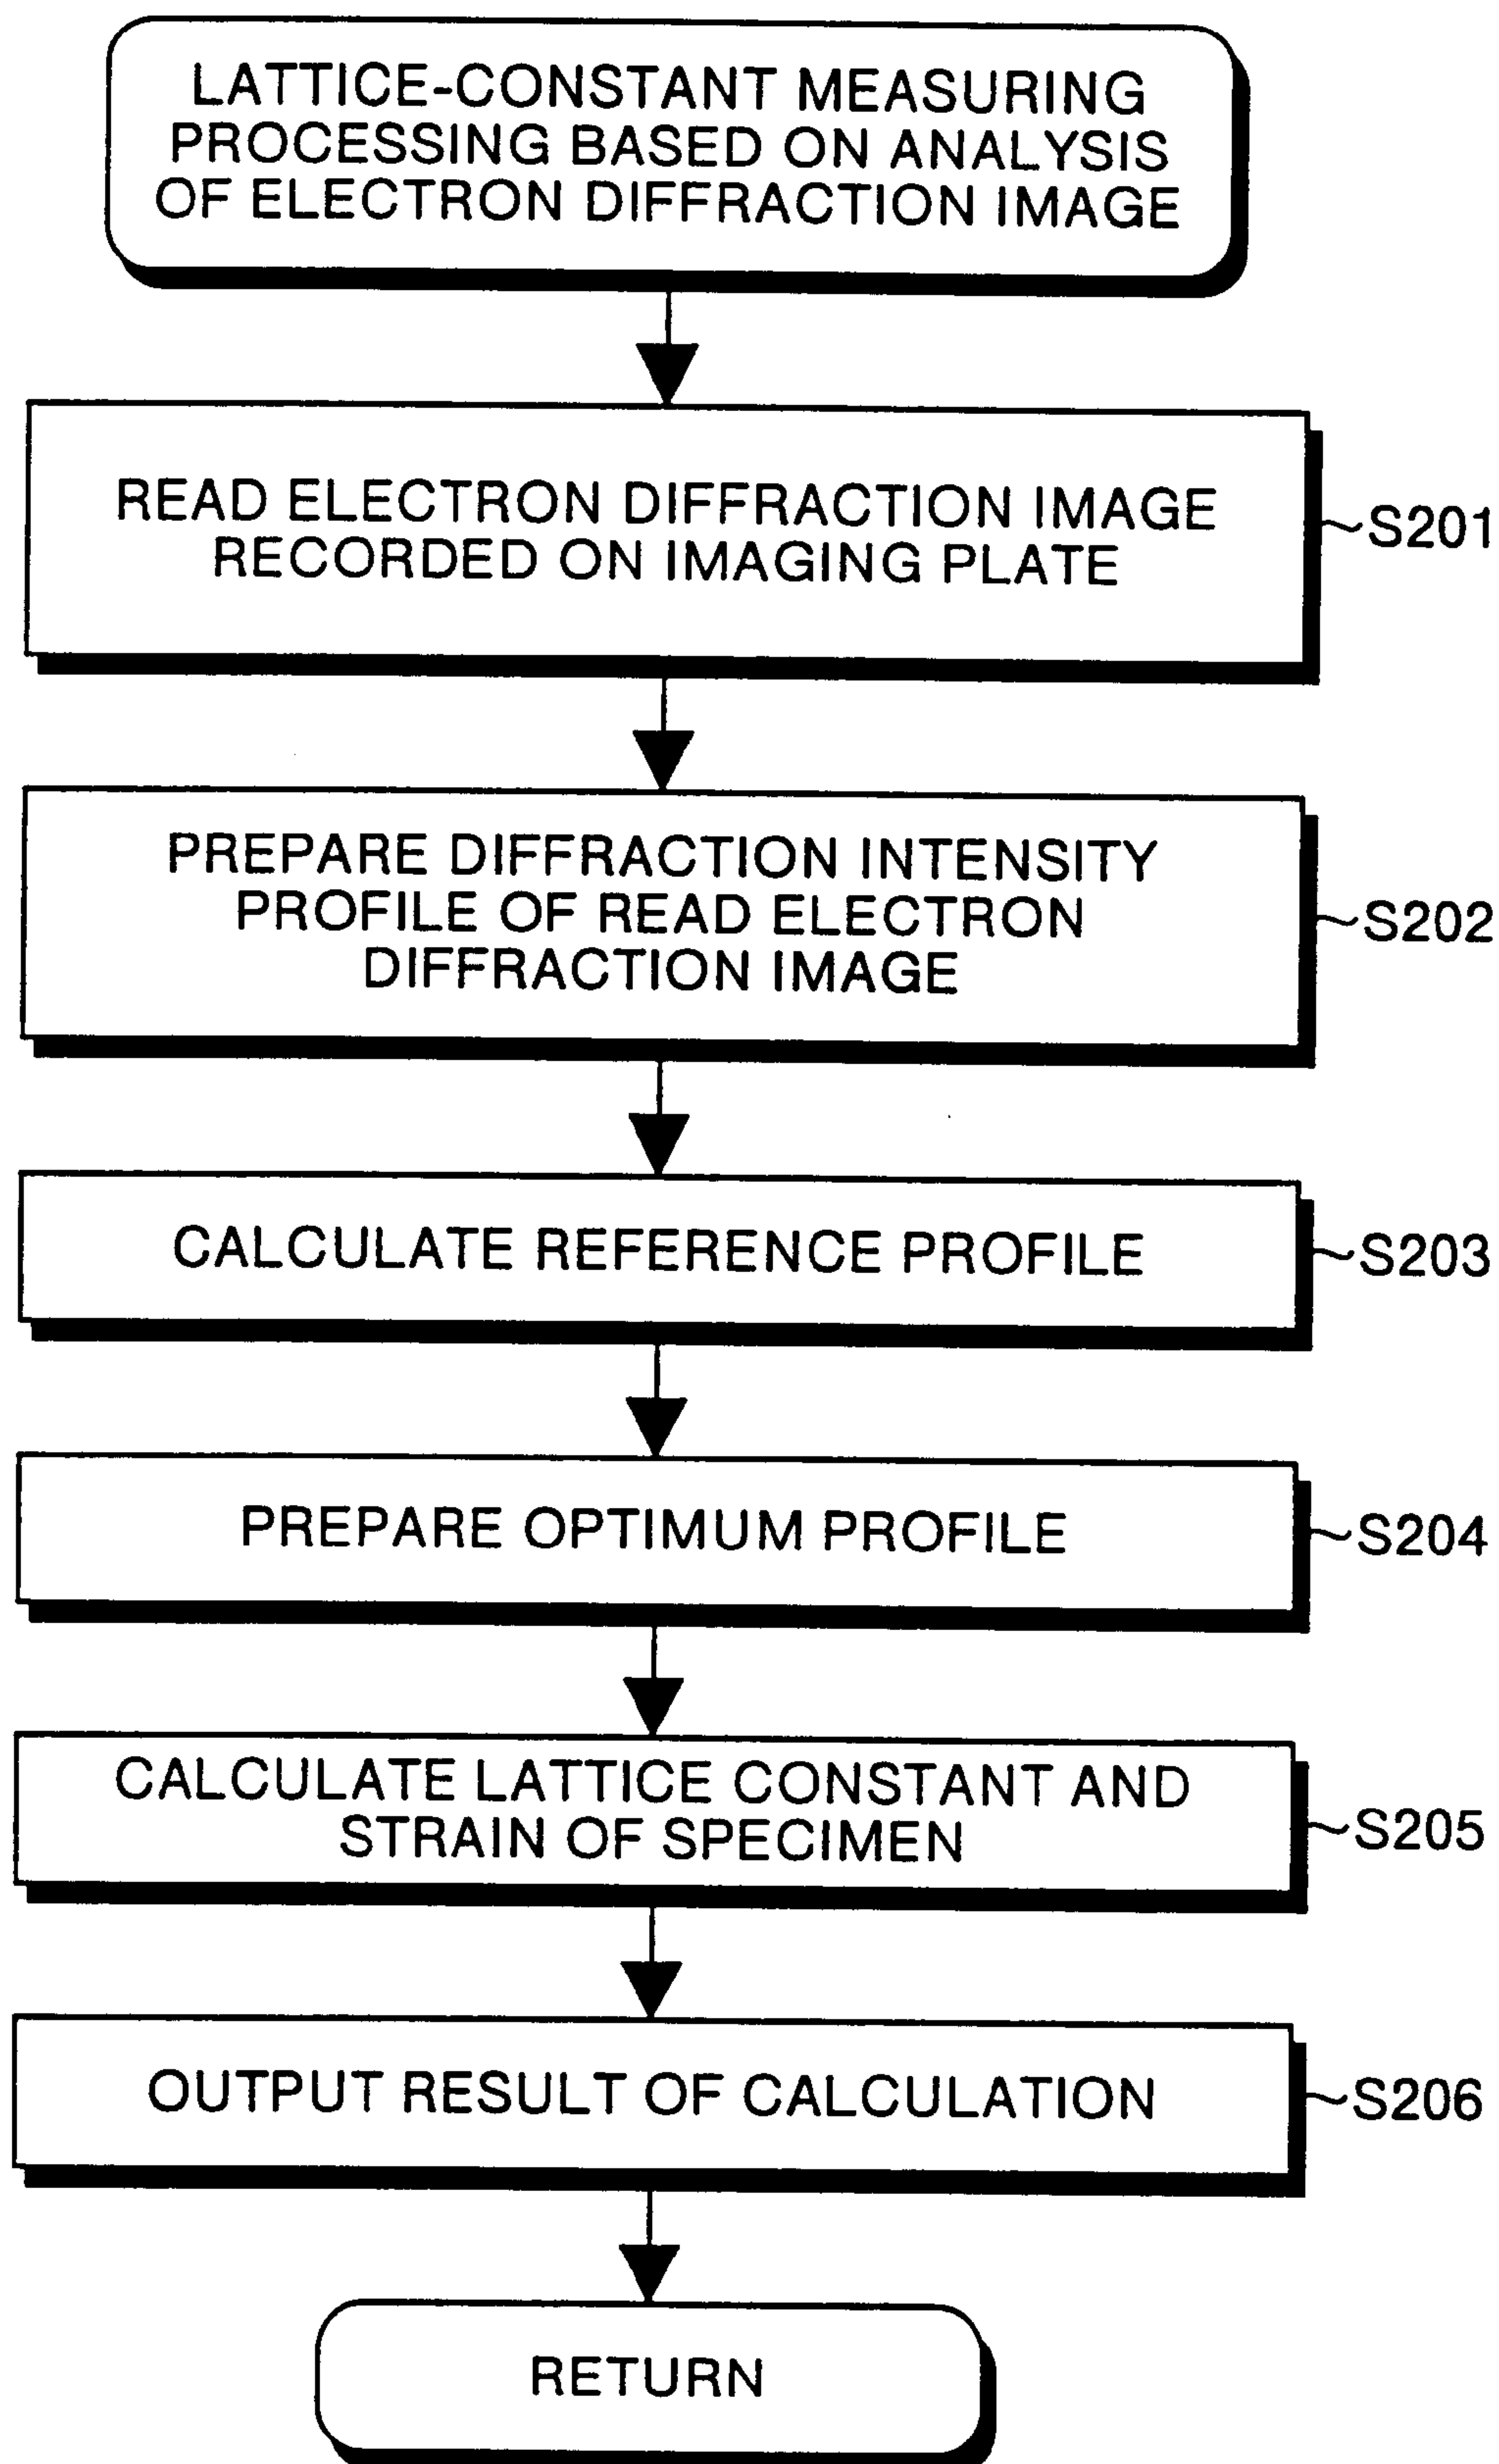 LATTICE-CONSTANT MEASURING
PROCESSING BASED ON ANALYSIS
OF ELECTRON DIFFRACTION IMAGE
READ ELECTRON DIFFRACTION IMAGE
RECORDED ON IMAGING PLATE
S201
PREPARE DIFFRACTION INTENSITY
PROFILE OF READ ELECTRON
DIFFRACTION IMAGE
S202
CALCULATE REFERENCE PROFILE
S203
PREPARE OPTIMUM PROFILE
S204
CALCULATE LATTICE CONSTANT AND
STRAIN OF SPECIMEN
S205
OUTPUT RESULT OF CALCULATION
S206
RETURN